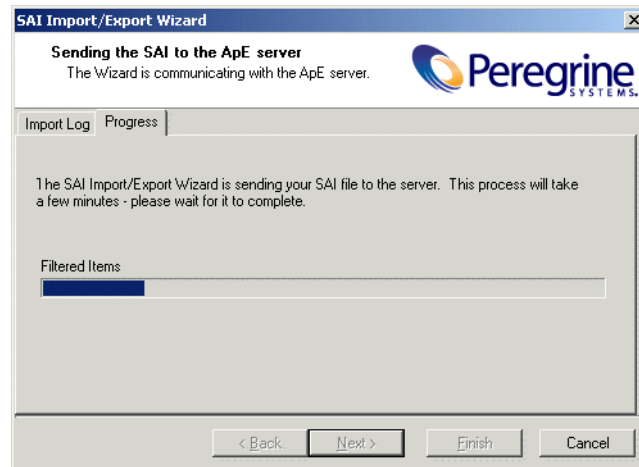 SAI Import/Export Wizard
Sending the SAI to the ApE server
The Wizard is communicating with the ApE server.
Peregrine
SYSTEMS
Import Log
Progress
The SAI Import/Export Wizard is sending your SAI file to the server. This process will take
a few minutes - please wait for it to complete.
Filtered Items
< Back
Next >
Finish
Cancel